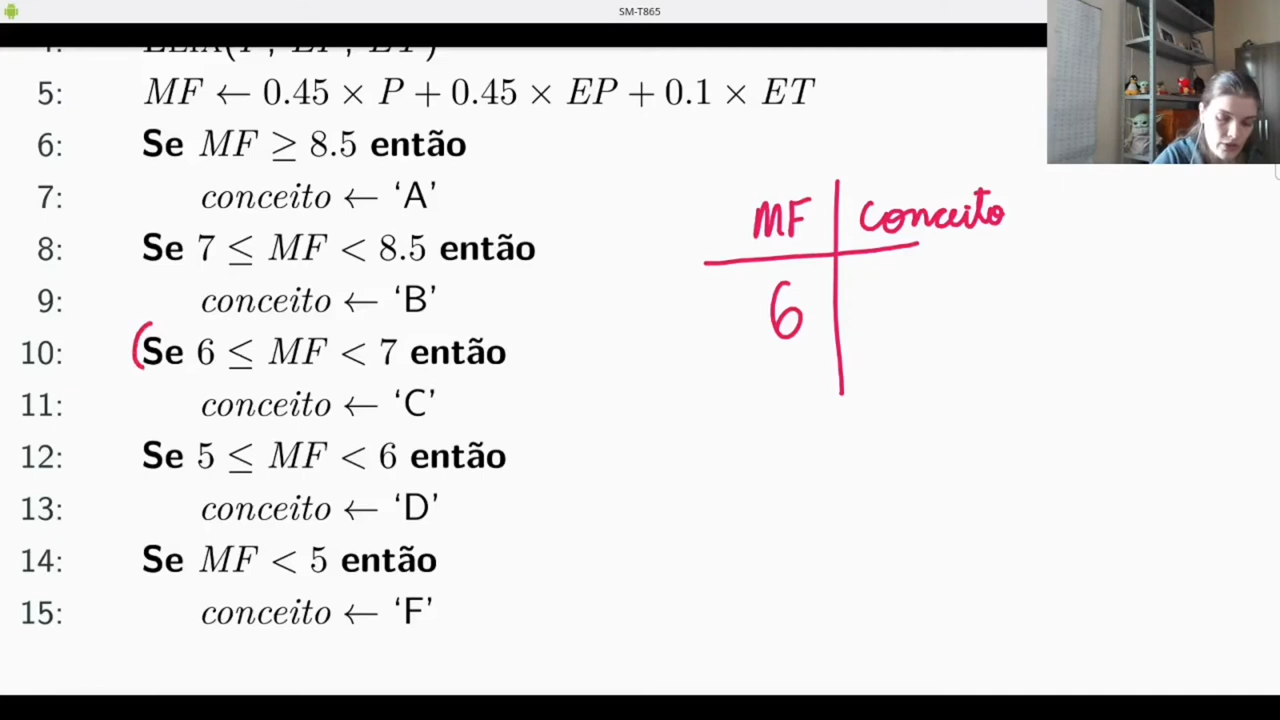 SM-T865
4:
5: MF ← 0.45 × P + 0.45 × EP + 0.1 × ET
6: Se MF ≥ 8.5 então
7: conceito ← ‘A’
8: Se 7 ≤ MF < 8.5 então
9: conceito ← ‘B’
10: Se 6 ≤ MF < 7 então
11: conceito ← ‘C’
12: Se 5 ≤ MF < 6 então
13: conceito ← ‘D’
14: Se MF < 5 então
15: conceito ← ‘F’
MF conceito
6